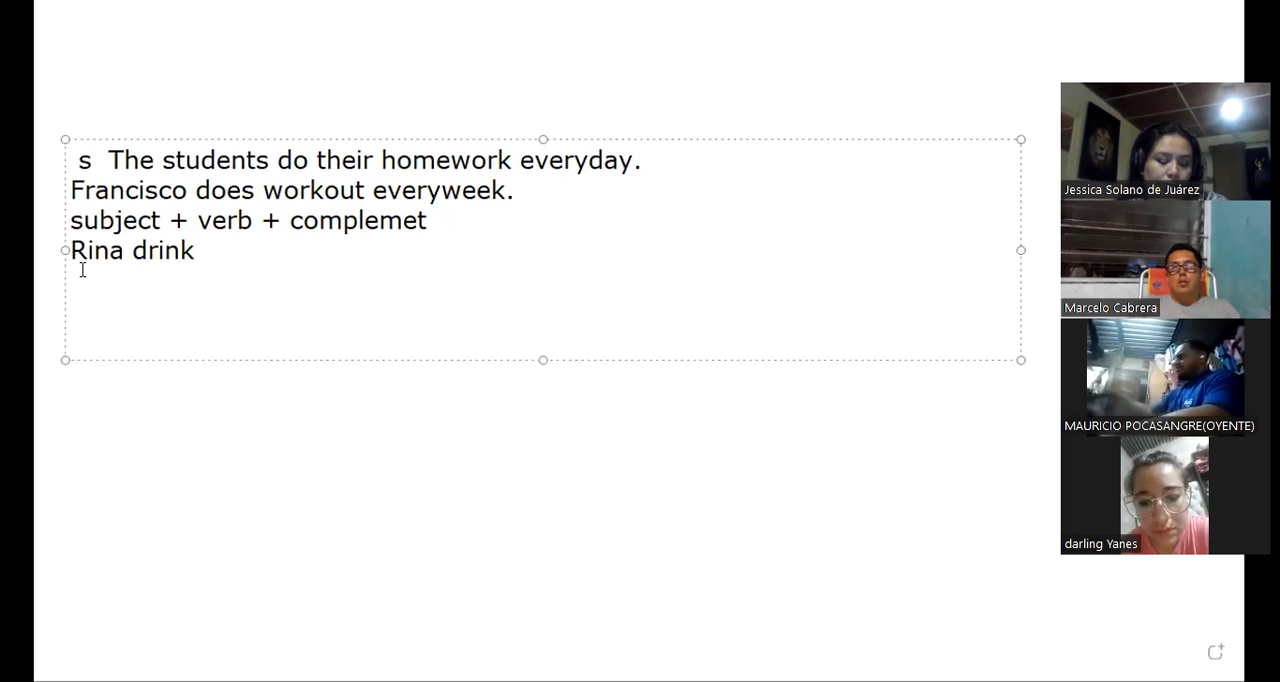 s The students do their homework everyday.
Francisco does workout everyweek.
subject + verb + complemet
Rina drink
Jessica Solano de Juárez
Marcelo Cabrera
MAURICIO POCASANGRE(OYENTE)
darling Yanes